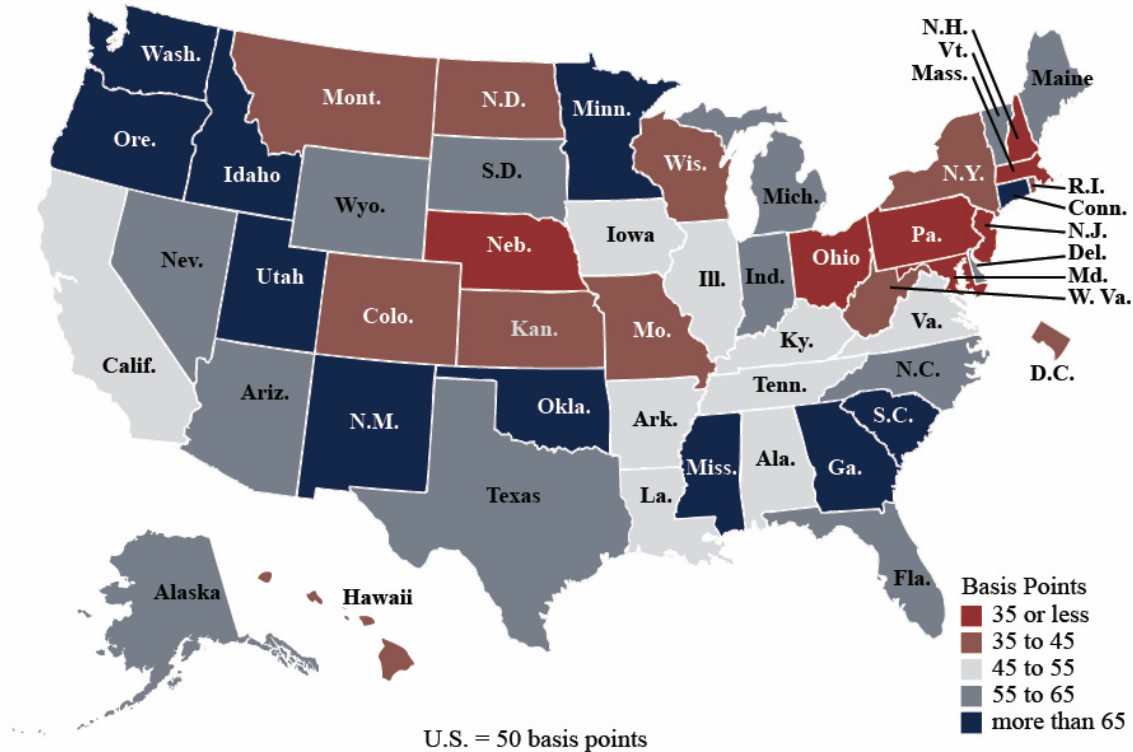 N.H.
Vt.
Mass.
Maine
Wash.
Mont.
N.D.
Minn.
Ore.
Idaho
S.D.
Wis.
N.Y.
R.I.
Conn.
N.J.
Del.
Md.
W. Va.
Wyo.
Mich.
Neb.
Iowa
Pa.
Ohio
Nev.
Utah
Ill.
Ind.
Colo.
Kan.
Mo.
Ky.
Va.
Calif.
D.C.
Ariz.
N.M.
Okla.
Ark.
Tenn.
N.C.
S.C.
Miss.
Ala.
Ga.
Texas
La.
Fla.
Alaska
Hawaii
Basis Points
35 or less
35 to 45
45 to 55
55 to 65
more than 65
U.S. = 50 basis points